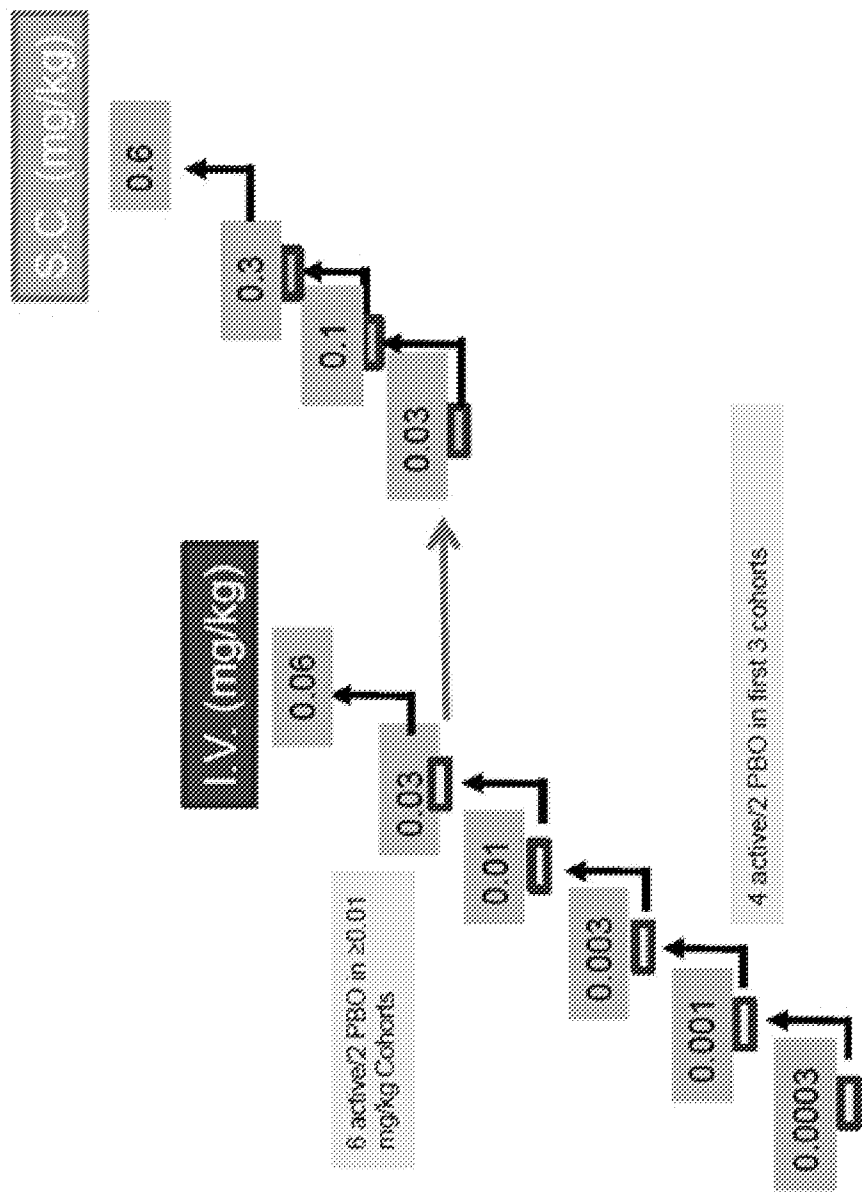 I.V. (mg/kg)
S.C. (mg/kg)
6 active/2 PBO in ≥0.01
mg/kg Cohorts
0.0003
0.001
0.003
0.01
0.03
0.06
0.03
0.1
0.3
0.6
4 active/2 PBO in first 3 cohorts